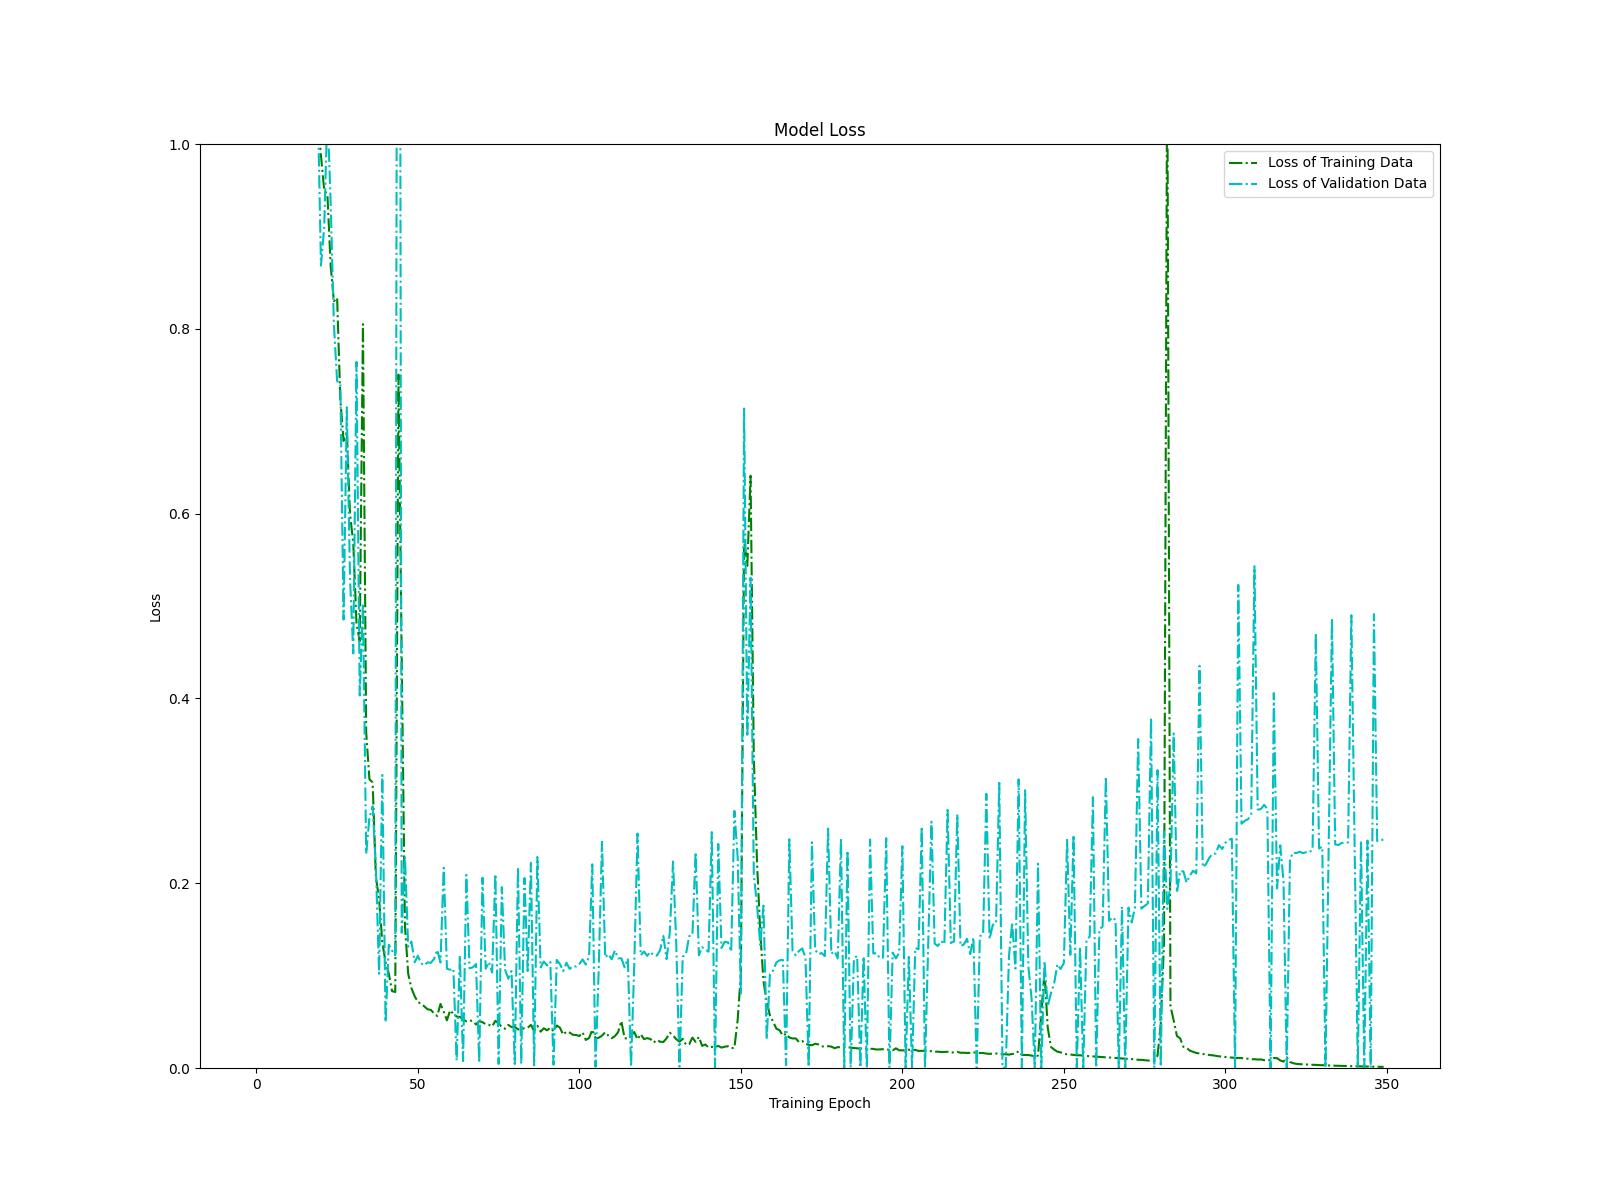 Model Loss
1.0
0.8
0.6
0.4
0.2
0.0
Loss
Loss of Training Data
Loss of Validation Data
0 50 100 150 200 250 300 350
Training Epoch